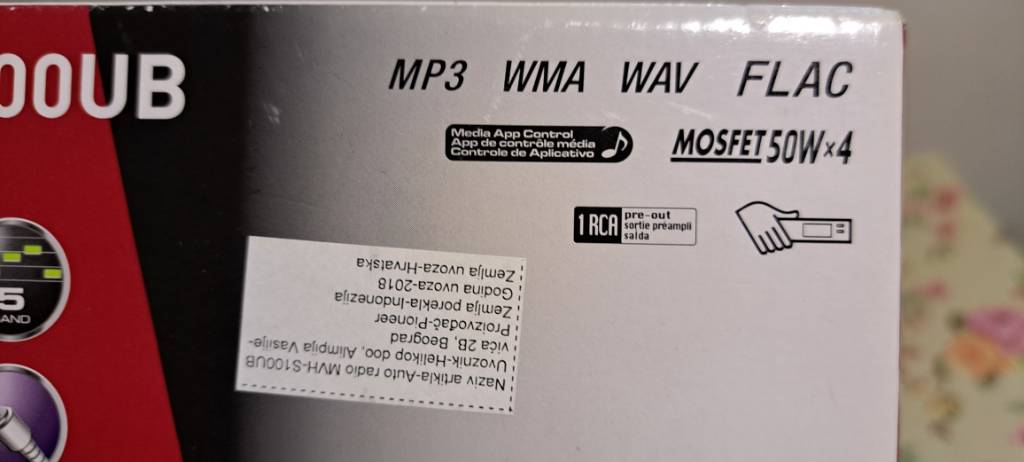 00UB
MP3 WMA WAV FLAC
Media App Control
App de contrôle média
Controle de Aplicativo
MOSFET 50W×4
1 RCA
pre-out
sortie préampli
salda
5
AND
Naziv artikla-Auto radio MVH-S100UB
Uvoznik-Helikop doo, Alimpija Vasilje-
vića 2B, Beograd
Proizvođač-Pioneer
Zemlja porekla-Indonezija
Godina uvoza-2018
Zemlja uvoza-Hrvatska